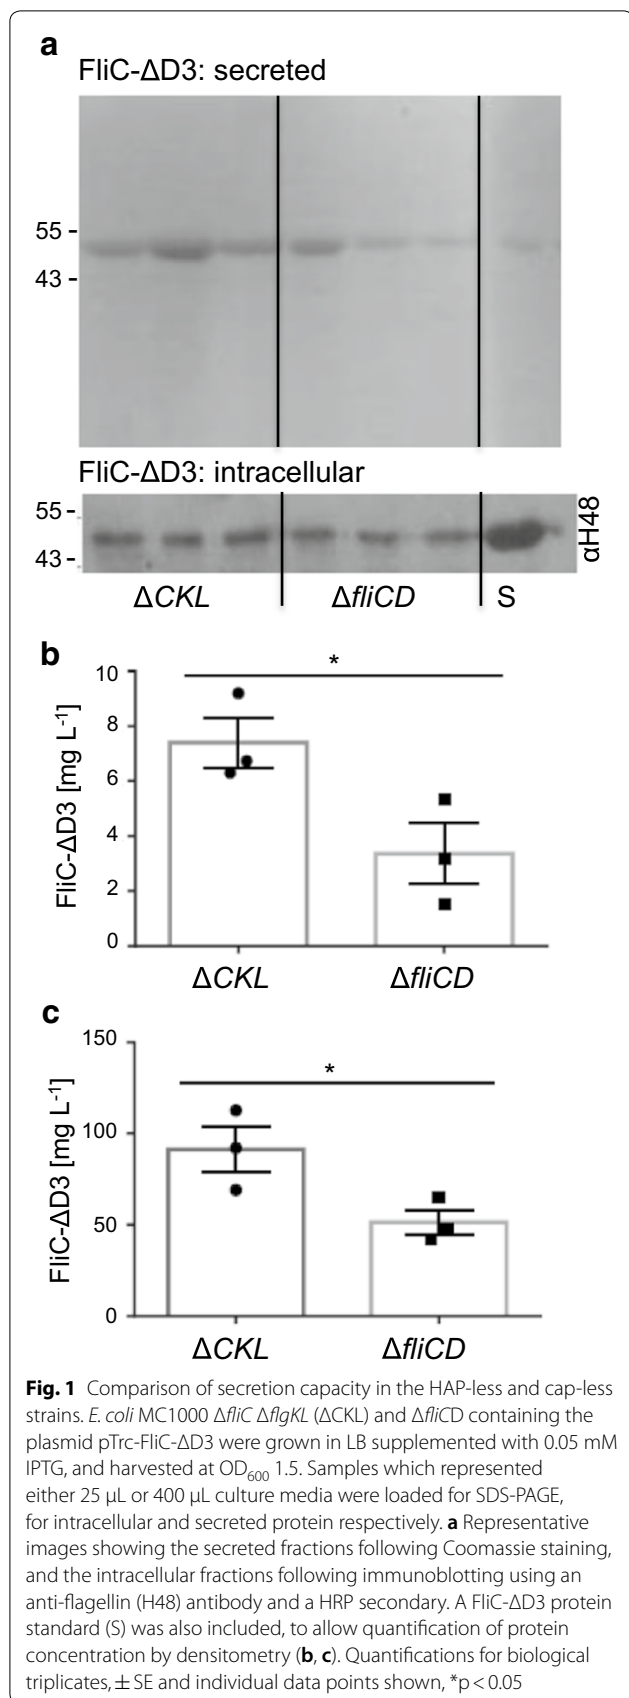 a
FliC-ΔD3: secreted
55
43
FliC-ΔD3: intracellular
55
43
αH48
ΔCKL ΔfliCD S
b
*
10
8
6
4
2
0
FliC-ΔD3 [mg L-1]
ΔCKL ΔfliCD
c
*
150
100
50
0
FliC-ΔD3 [mg L-1]
ΔCKL ΔfliCD
Fig. 1 Comparison of secretion capacity in the HAP-less and cap-less
strains. E. coli MC1000 ΔfliC ΔflgKL (ΔCKL) and ΔfliCD containing the
plasmid pTrc-FliC-ΔD3 were grown in LB supplemented with 0.05 mM
IPTG, and harvested at OD600 1.5. Samples which represented
either 25 μL or 400 μL culture media were loaded for SDS-PAGE,
for intracellular and secreted protein respectively. a Representative
images showing the secreted fractions following Coomassie staining,
and the intracellular fractions following immunoblotting using an
anti-flagellin (H48) antibody and a HRP secondary. A FliC-ΔD3 protein
standard (S) was also included, to allow quantification of protein
concentration by densitometry (b, c). Quantifications for biological
triplicates, ± SE and individual data points shown, *p < 0.05